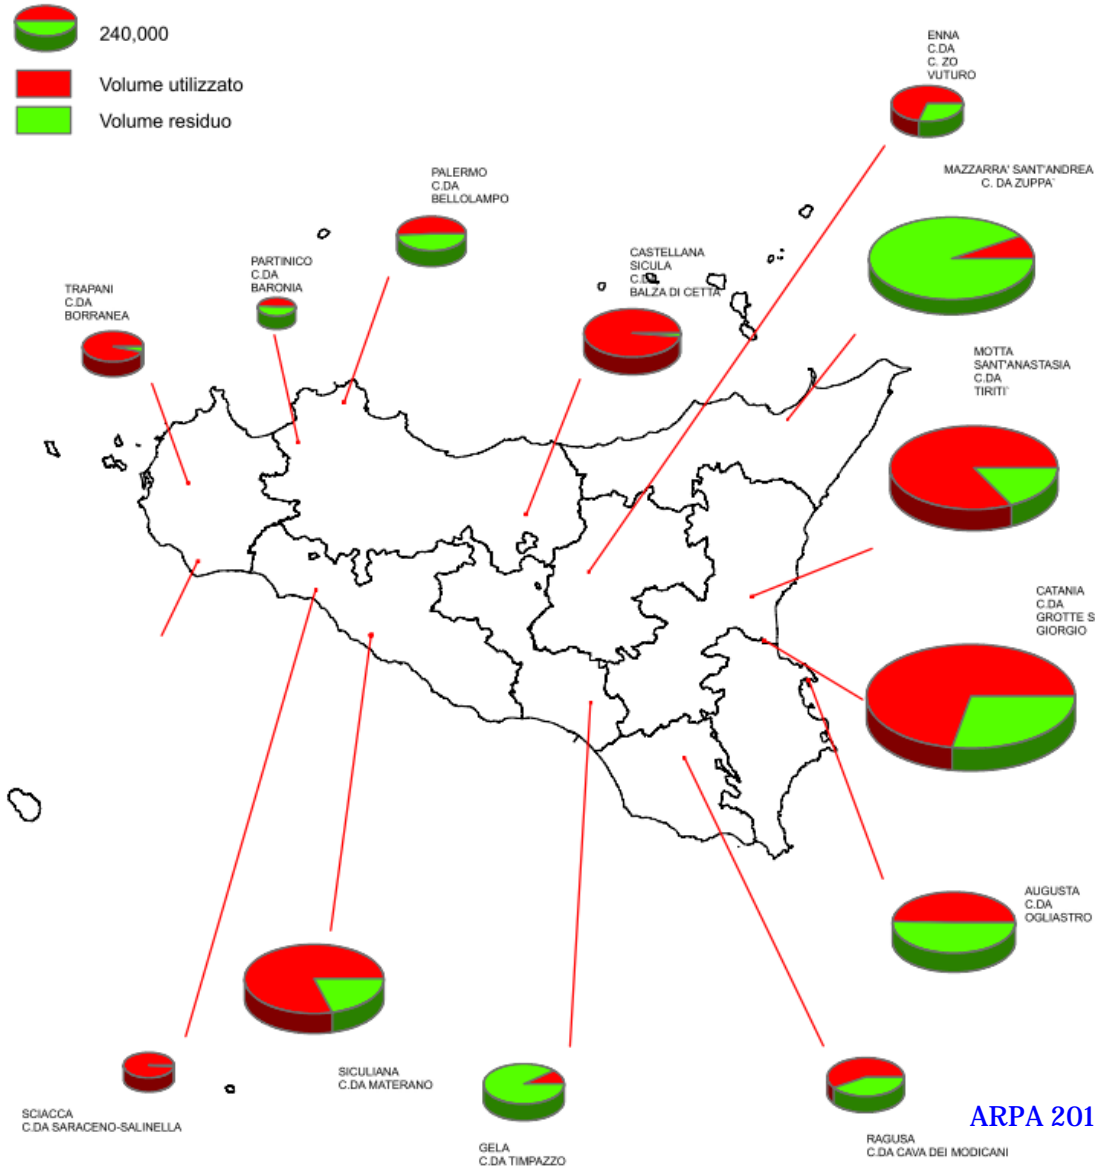 240,000
Volume utilizzato
Volume residuo
ENNA
C.DA
C. ZO
VUTURO
MAZZARRA' SANT'ANDREA
C. DA ZUPPA`
PALERMO
C.DA
BELLOLAMPO
PARTINICO
C.DA
BARONIA
CASTELLANA
SICULA
BALZA DI CETTA
TRAPANI
C.DA
BORRANEA
MOTTA
SANT'ANASTASIA
C.DA
TIRITI`
CATANIA
C.DA
GROTTE S
GIORGIO
AUGUSTA
C.DA
OGLIASTRO
SICULIANA
C.DA MATERANO
SCIACCA
C.DA SARACENO-SALINELLA
GELA
C.DA TIMPAZZO
RAGUSA
C.DA CAVA DEI MODICANI
ARPA 201